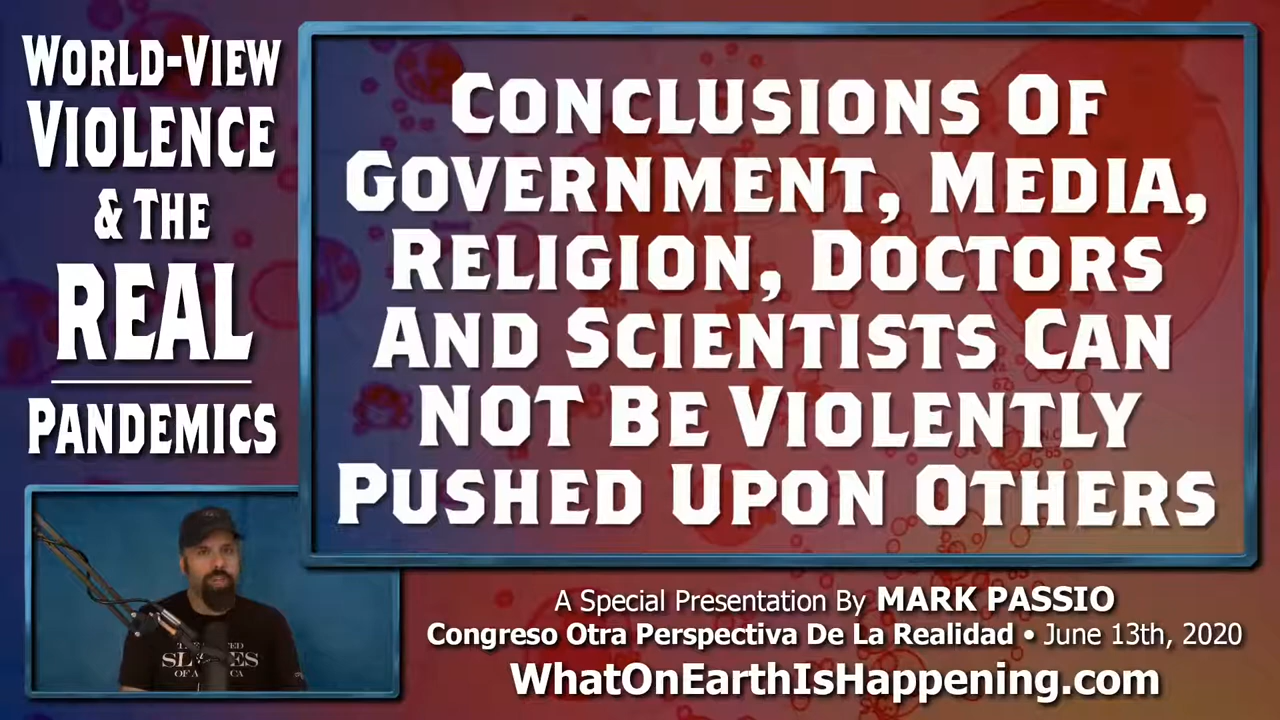 WORLD-VIEW
VIOLENCE
& THE
REAL
PANDEMICS
CONCLUSIONS OF
GOVERNMENT, MEDIA,
RELIGION, DOCTORS
AND SCIENTISTS CAN
NOT BE VIOLENTLY
PUSHED UPON OTHERS
A Special Presentation By MARK PASSIO
Congreso Otra Perspectiva De La Realidad • June 13th, 2020
WhatOnEarthIsHappening.com